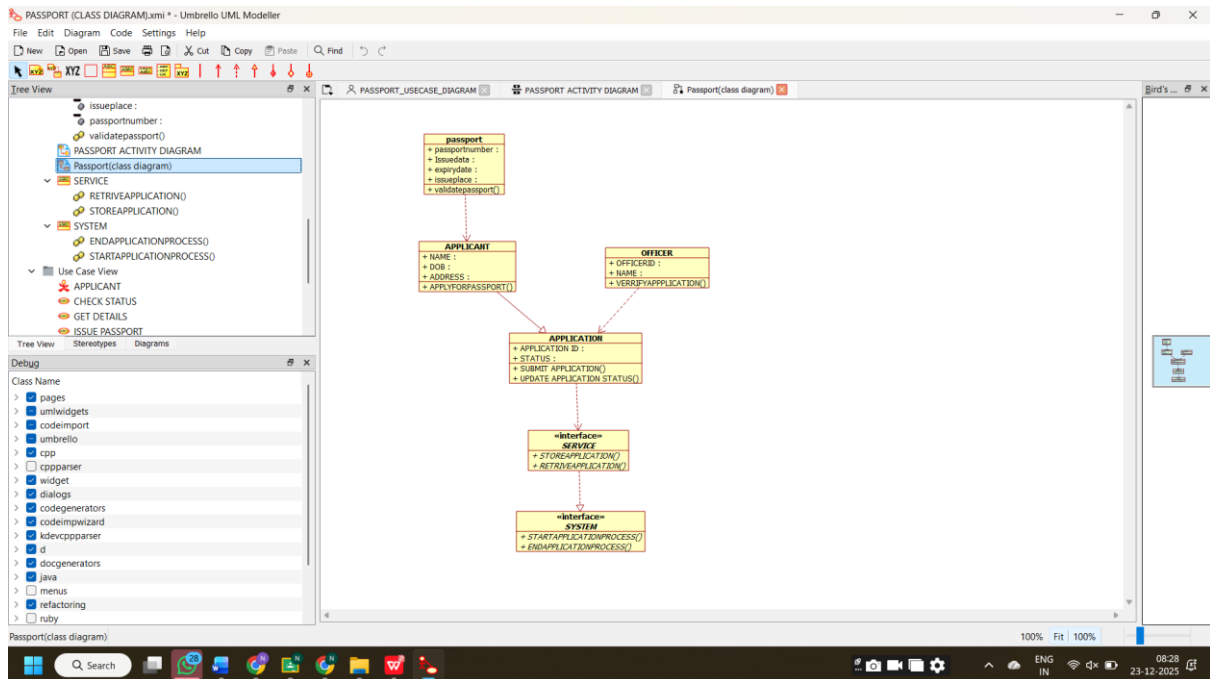 PASSPORT (CLASS DIAGRAM).xmi * - Umbrello UML Modeller
File Edit Diagram Code Settings Help
New Open Save Cut Copy Paste Find
XYZ
Tree View
PASSPORT_USECASE_DIAGRAM PASSPORT ACTIVITY DIAGRAM Passport(class diagram)
Bird's ...
issueplace :
passportnumber :
validatepassport()
PASSPORT ACTIVITY DIAGRAM
Passport(class diagram)
SERVICE
RETRIVEAPPLICATION()
STOREAPPLICATION()
SYSTEM
ENDAPPLICATIONPROCESS()
STARTAPPLICATIONPROCESS()
Use Case View
APPLICANT
CHECK STATUS
GET DETAILS
ISSUE PASSPORT
Tree View Stereotypes Diagrams
Debug
Class Name
pages
umlwidgets
codeimport
umbrello
cpp
cppparser
widget
dialogs
codegenerators
codeimpwizard
kdevcppparser
d
docgenerators
java
menus
refactoring
ruby
passport
+ passportnumber :
+ Issuedata :
+ expirydate :
+ issueplace :
+ validatepassport()
APPLICANT
+ NAME :
+ DOB :
+ ADDRESS :
+ APPLYFORPASSPORT()
OFFICER
+ OFFICERID :
+ NAME :
+ VERRIFYAPPPLICATION()
APPLICATION
+ APPLICATION ID :
+ STATUS :
+ SUBMIT APPLICATION()
+ UPDATE APPLICATION STATUS()
«interface»
SERVICE
+ STOREAPPLICATION()
+ RETRIVEAPPLICATION()
«interface»
SYSTEM
+ STARTAPPLICATIONPROCESS()
+ ENDAPPLICATIONPROCESS()
Passport(class diagram)
100% Fit 100%
Search
28
ENG
IN
08:28
23-12-2025